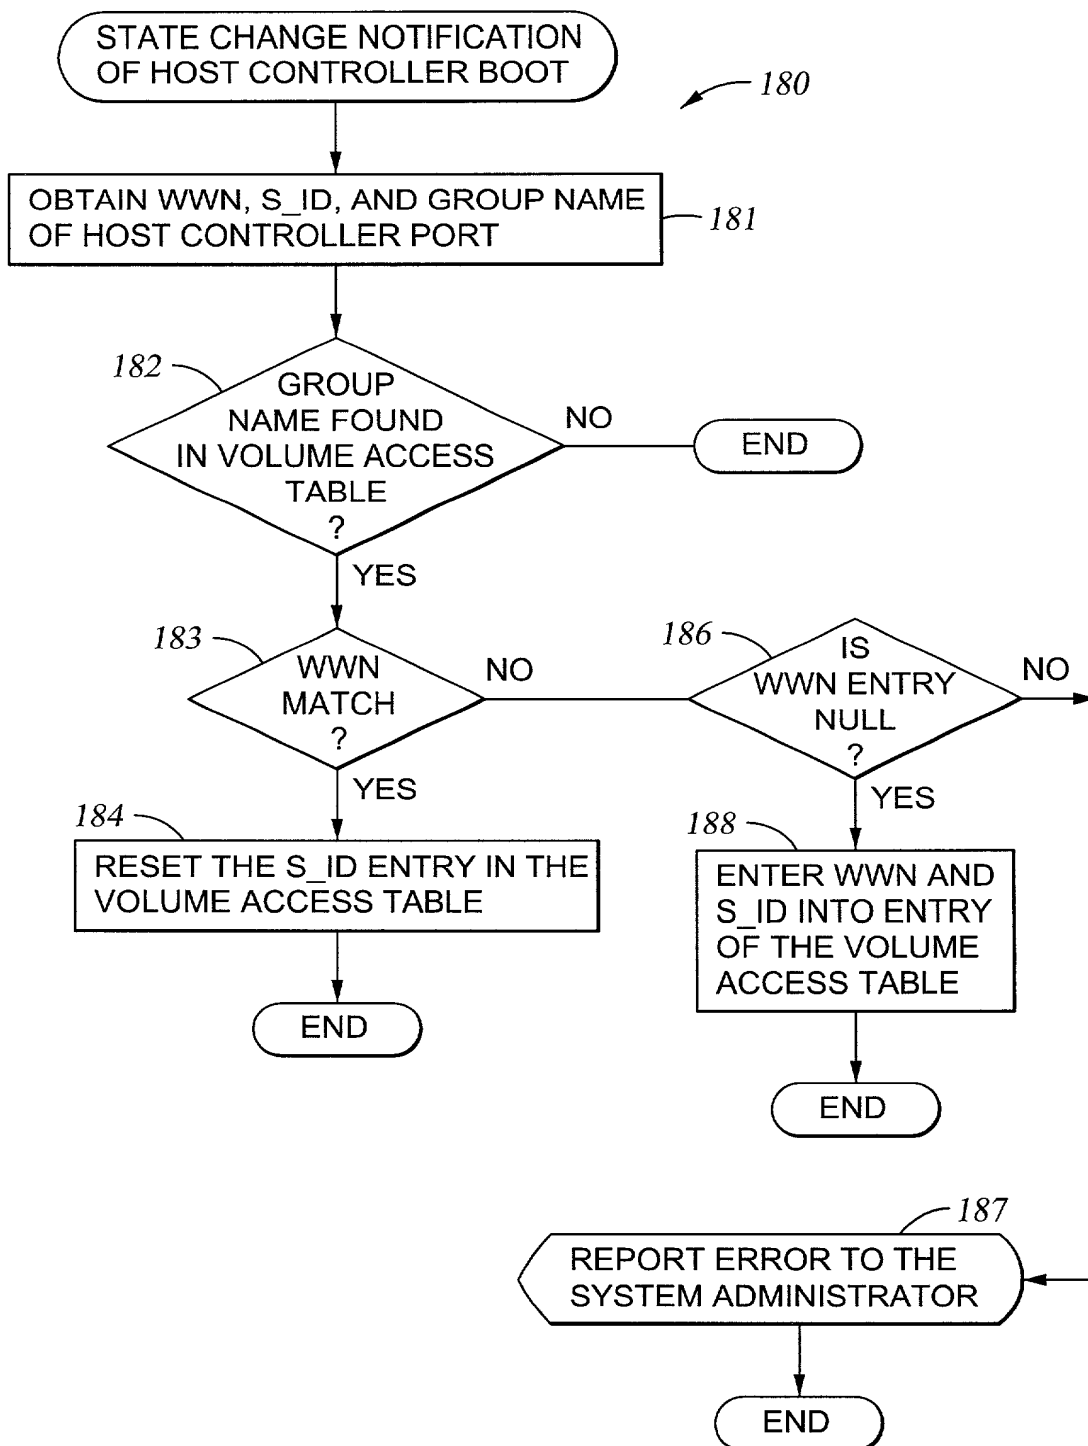 STATE CHANGE NOTIFICATION
OF HOST CONTROLLER BOOT
180
OBTAIN WWN, S_ID, AND GROUP NAME
OF HOST CONTROLLER PORT
181
182
GROUP
NAME FOUND
IN VOLUME ACCESS
TABLE
?
NO
END
YES
183
WWN
MATCH
?
NO
186
IS
WWN ENTRY
NULL
?
NO
YES
YES
184
RESET THE S_ID ENTRY IN THE
VOLUME ACCESS TABLE
188
ENTER WWN AND
S_ID INTO ENTRY
OF THE VOLUME
ACCESS TABLE
END
END
187
REPORT ERROR TO THE
SYSTEM ADMINISTRATOR
END